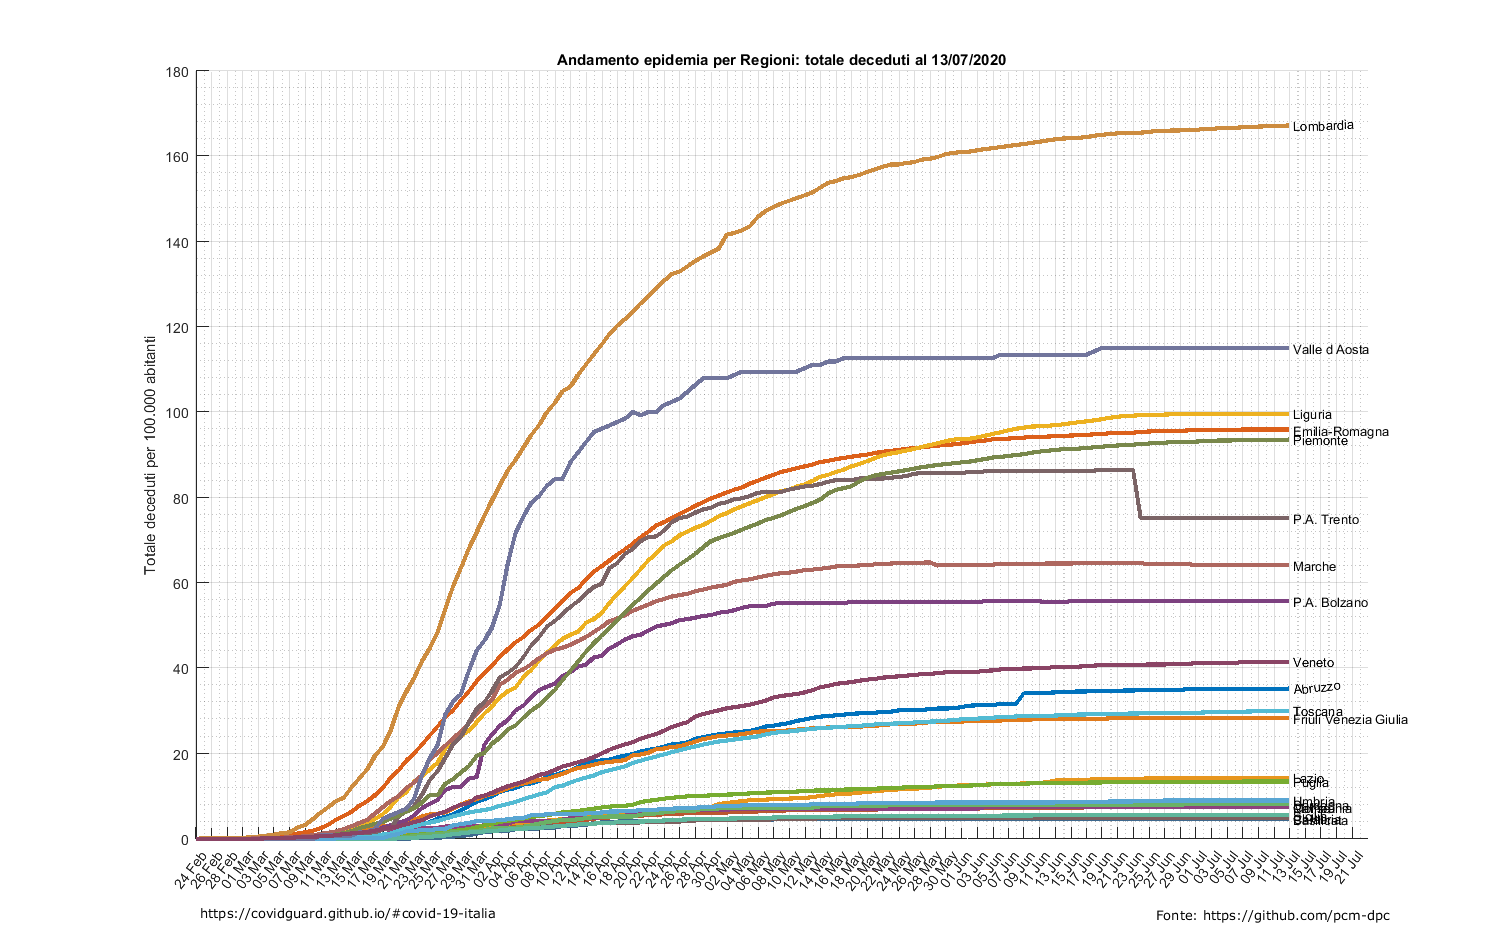 Andamento epidemia per Regioni: totale deceduti al 13/07/2020
Totale deceduti per 100.000 abitanti
180
160
140
120
100
80
60
40
20
0
Lombardia
Valle d Aosta
Liguria
Emilia-Romagna
Piemonte
P.A. Trento
Marche
P.A. Bolzano
Veneto
Abruzzo
Toscana
Friuli Venezia Giulia
Lazio
Puglia
Umbria
Basilicata
24 Feb
26 Feb
28 Feb
01 Mar
03 Mar
05 Mar
07 Mar
09 Mar
11 Mar
13 Mar
15 Mar
17 Mar
19 Mar
21 Mar
23 Mar
25 Mar
27 Mar
29 Mar
31 Mar
02 Apr
04 Apr
06 Apr
08 Apr
10 Apr
12 Apr
14 Apr
16 Apr
18 Apr
20 Apr
22 Apr
24 Apr
26 Apr
28 Apr
30 Apr
02 May
04 May
06 May
08 May
10 May
12 May
14 May
16 May
18 May
20 May
22 May
24 May
26 May
28 May
30 May
01 Jun
03 Jun
05 Jun
07 Jun
09 Jun
11 Jun
13 Jun
15 Jun
17 Jun
19 Jun
21 Jun
23 Jun
25 Jun
27 Jun
29 Jun
01 Jul
03 Jul
05 Jul
07 Jul
09 Jul
11 Jul
13 Jul
15 Jul
17 Jul
19 Jul
21 Jul
https://covidguard.github.io/#covid-19-italia
Fonte: https://github.com/pcm-dpc